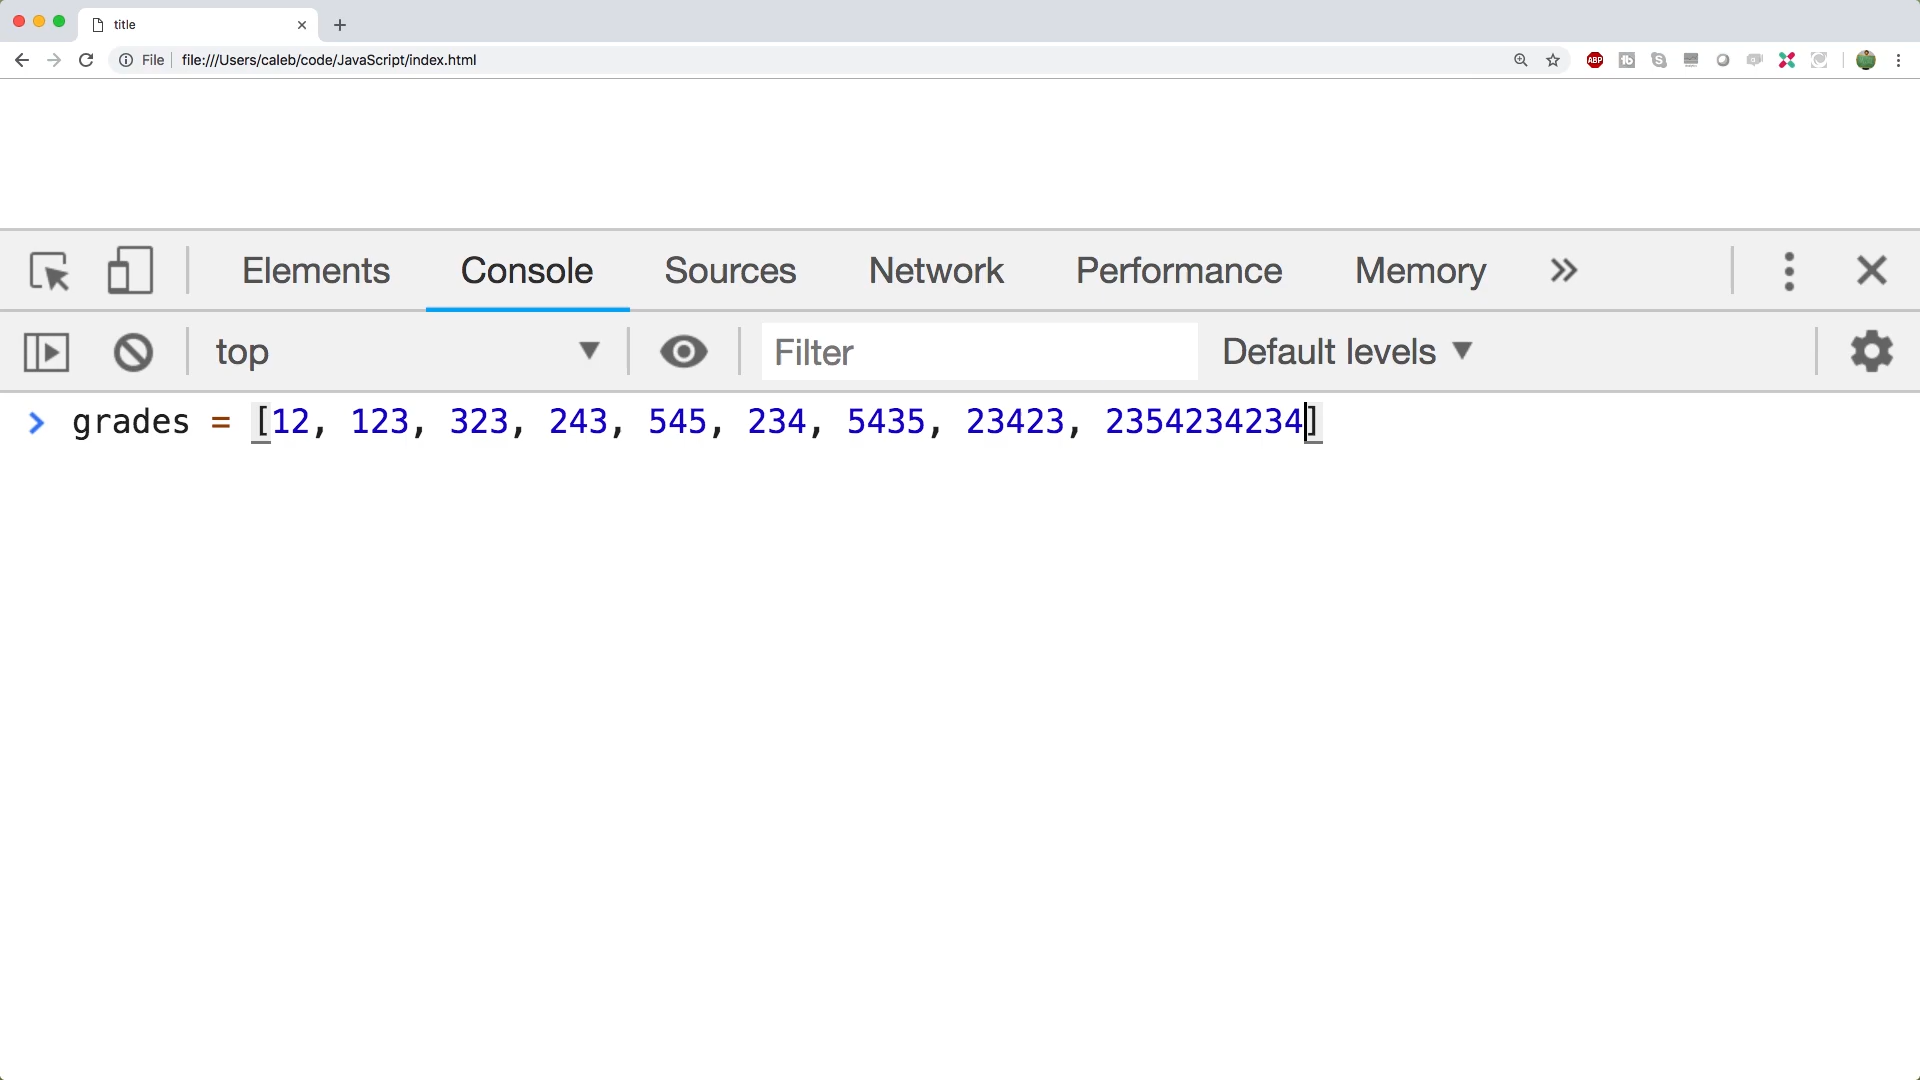 title
File file:///Users/caleb/code/JavaScript/index.html
ABP
Elements Console Sources Network Performance Memory
top Filter Default levels
> grades = [12, 123, 323, 243, 545, 234, 5435, 23423, 2354234234]